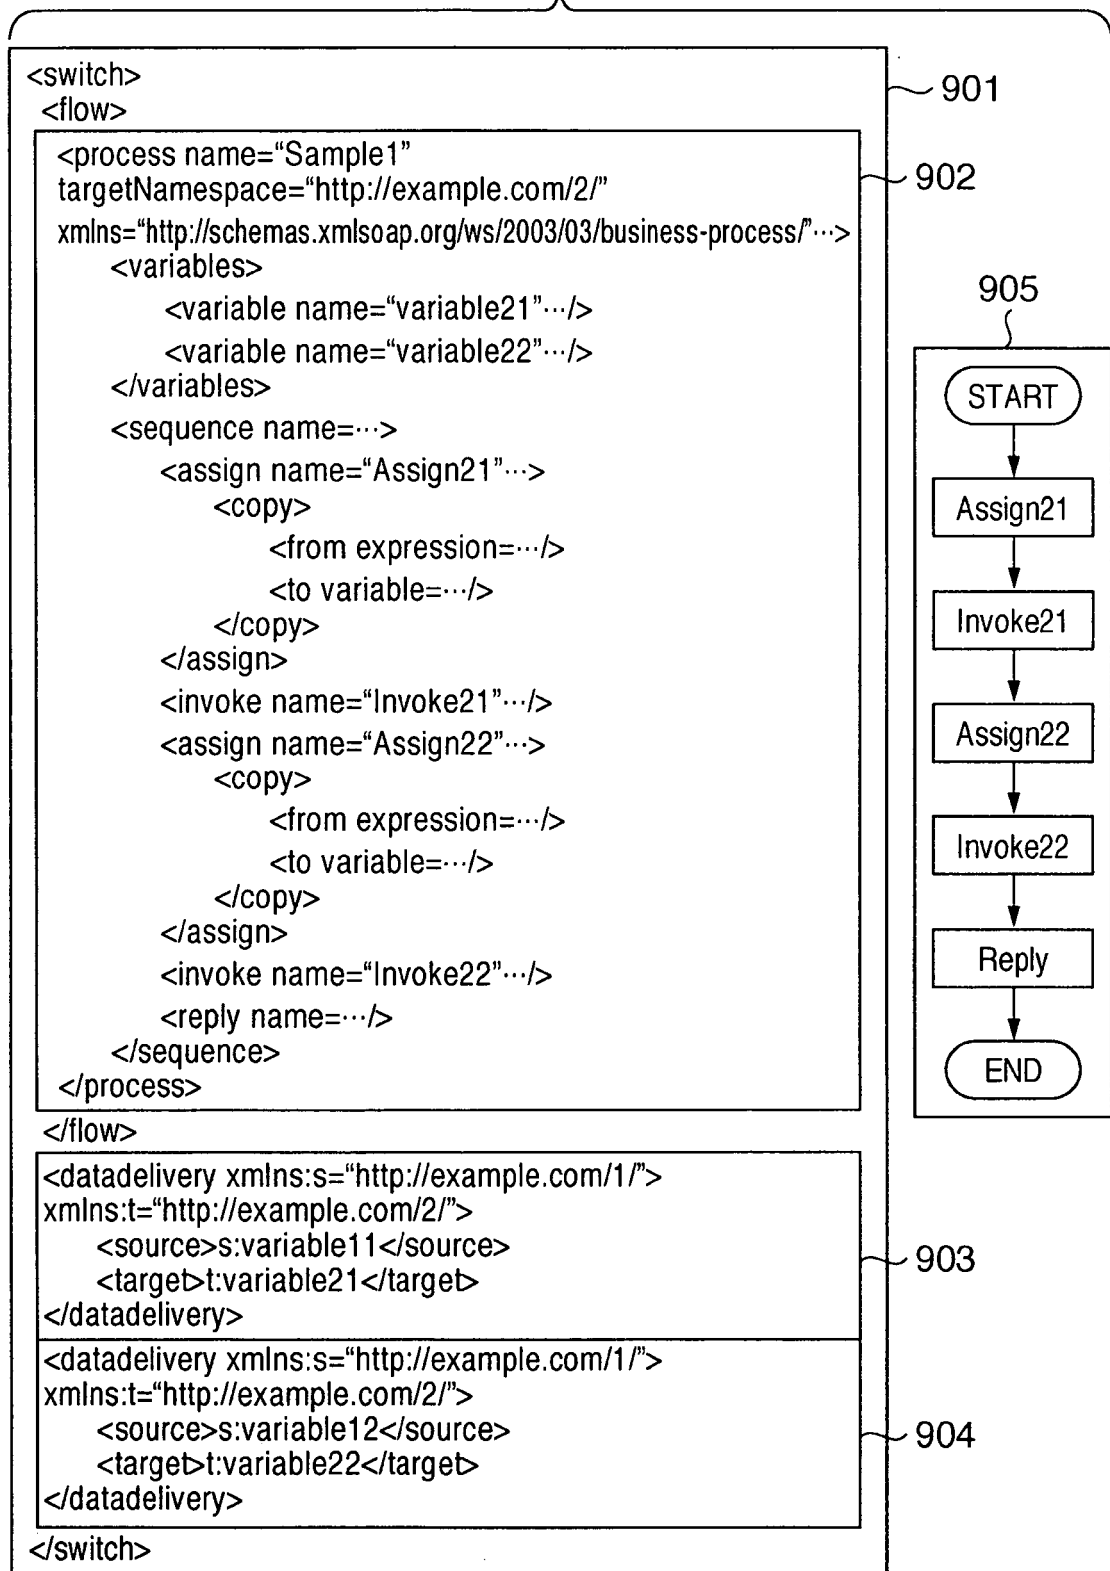 <switch>
<flow>
<process name=“Sample1”
targetNamespace=“http://example.com/2/”
xmlns=“http://schemas.xmlsoap.org/ws/2003/03/business-process/”···>
<variables>
<variable name=“variable21”···/>
<variable name=“variable22”···/>
</variables>
<sequence name=···>
<assign name=“Assign21”···>
<copy>
<from expression=···/>
<to variable=···/>
</copy>
</assign>
<invoke name=“Invoke21”···/>
<assign name=“Assign22”···>
<copy>
<from expression=···/>
<to variable=···/>
</copy>
</assign>
<invoke name=“Invoke22”···/>
<reply name=···/>
</sequence>
</process>
</flow>
<datadelivery xmlns:s=“http://example.com/1/”>
xmlns:t=“http://example.com/2/”>
<source>s:variable11</source>
<target>t:variable21</target>
</datadelivery>
<datadelivery xmlns:s=“http://example.com/1/”>
xmlns:t=“http://example.com/2/”>
<source>s:variable12</source>
<target>t:variable22</target>
</datadelivery>
</switch>
901
902
903
904
905
START
Assign21
Invoke21
Assign22
Invoke22
Reply
END